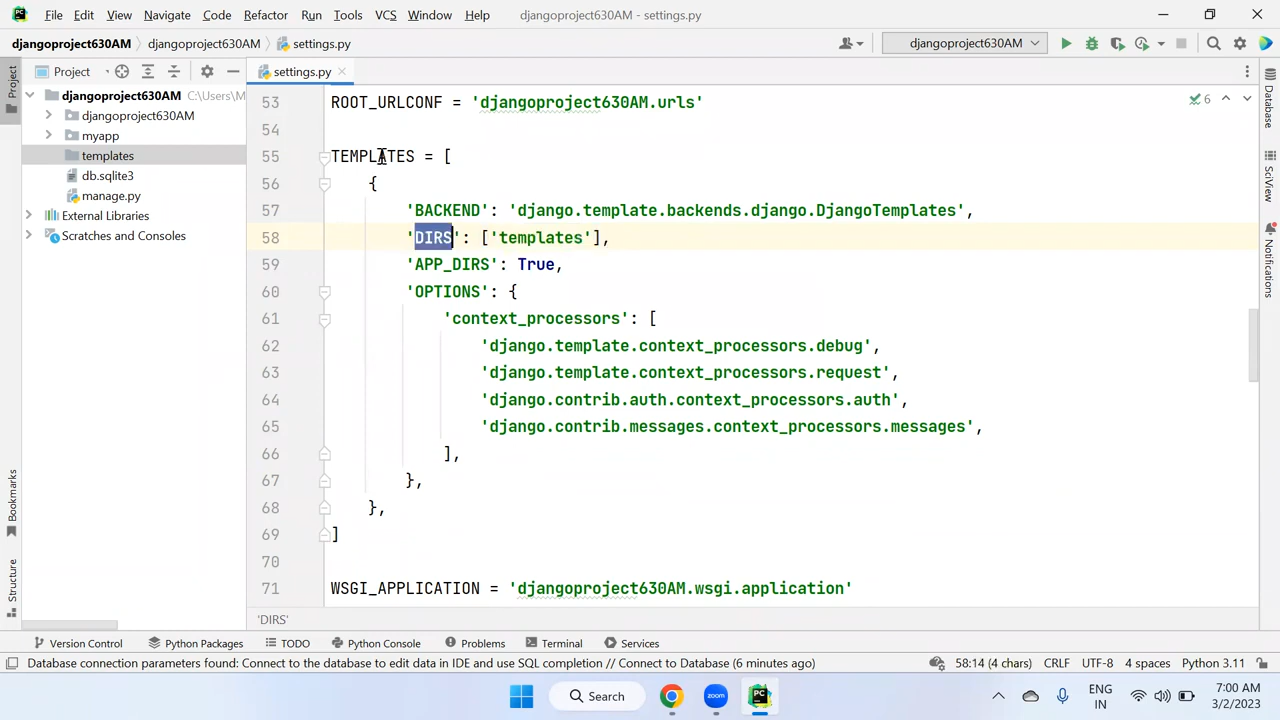 File Edit View Navigate Code Refactor Run Tools VCS Window Help djangoproject630AM - settings.py
djangoproject630AM djangoproject630AM settings.py djangoproject630AM
Project settings.py
Project
djangoproject630AM C:\Users\M
djangoproject630AM
myapp
templates
db.sqlite3
manage.py
External Libraries
Scratches and Consoles
Bookmarks
Structure
53 ROOT_URLCONF = 'djangoproject630AM.urls'
6
54
55 TEMPLATES = [
56 {
57 'BACKEND': 'django.template.backends.django.DjangoTemplates',
58 'DIRS': ['templates'],
59 'APP_DIRS': True,
60 'OPTIONS': {
61 'context_processors': [
62 'django.template.context_processors.debug',
63 'django.template.context_processors.request',
64 'django.contrib.auth.context_processors.auth',
65 'django.contrib.messages.context_processors.messages',
66 ],
67 },
68 },
69 ]
70
71 WSGI_APPLICATION = 'djangoproject630AM.wsgi.application'
'DIRS'
Database
SciView
Notifications
Version Control Python Packages TODO Python Console Problems Terminal Services
Database connection parameters found: Connect to the database to edit data in IDE and use SQL completion // Connect to Database (6 minutes ago) 58:14 (4 chars) CRLF UTF-8 4 spaces Python 3.11
PC
Search
zoom
PC
ENG
IN
7:00 AM
3/2/2023